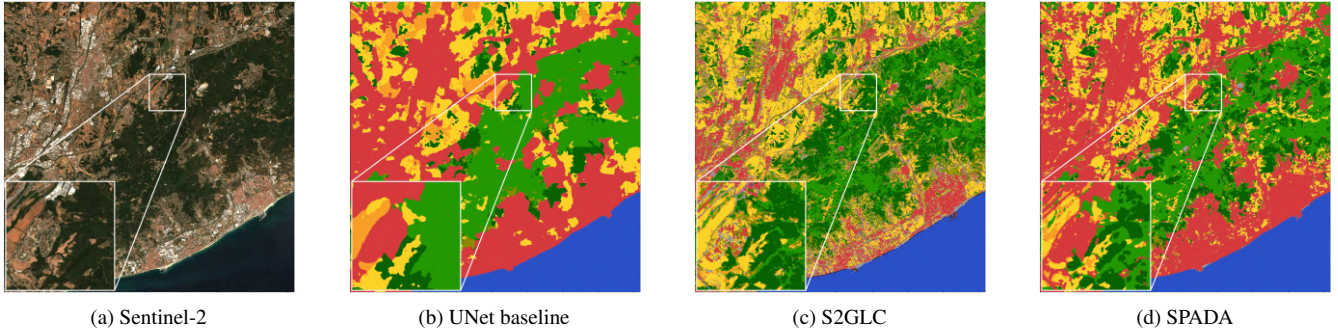 (a) Sentinel-2
(b) UNet baseline
(c) S2GLC
(d) SPADA